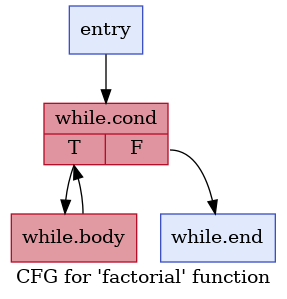 entry
while.cond
T F
while.body
while.end
CFG for 'factorial' function